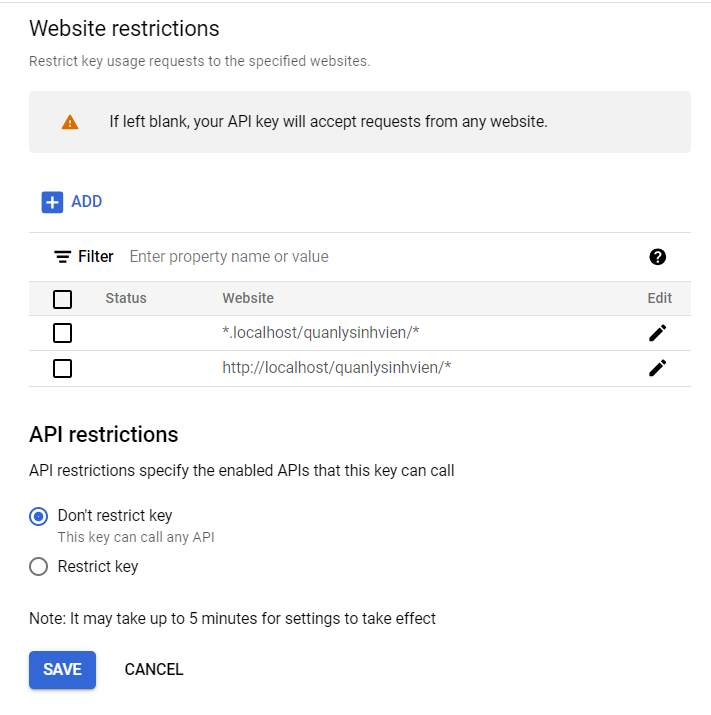 Website restrictions
Restrict key usage requests to the specified websites.
If left blank, your API key will accept requests from any website.
ADD
Filter Enter property name or value
Status Website Edit
*.localhost/quanlysinhvien/*
http://localhost/quanlysinhvien/*
API restrictions
API restrictions specify the enabled APIs that this key can call
Don't restrict key
This key can call any API
Restrict key
Note: It may take up to 5 minutes for settings to take effect
SAVE CANCEL